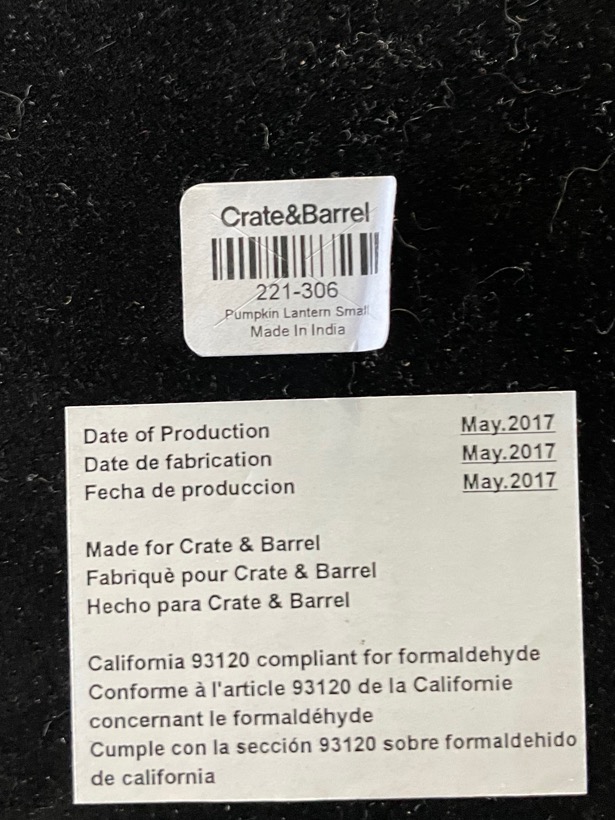 Crate&Barrel
221-306
Pumpkin Lantern Small
Made In India
Date of Production May.2017
Date de fabrication May.2017
Fecha de produccion May.2017
Made for Crate & Barrel
Fabriquè pour Crate & Barrel
Hecho para Crate & Barrel
California 93120 compliant for formaldehyde
Conforme à l'article 93120 de la Californie
concernant le formaldéhyde
Cumple con la sección 93120 sobre formaldehido
de california